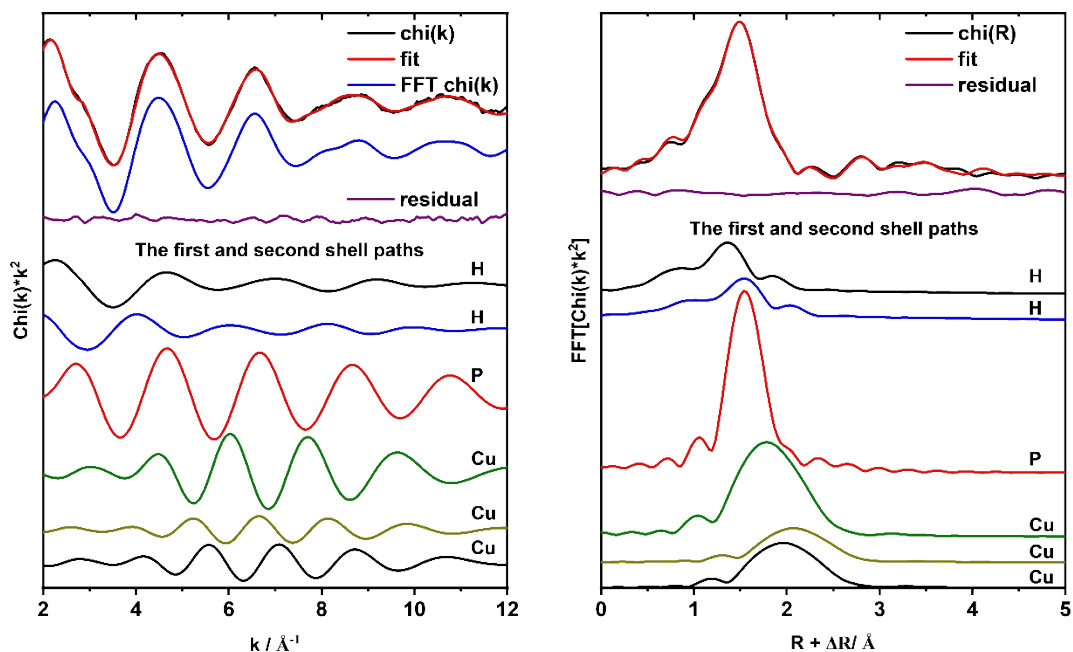 chi(k)
fit
FFT chi(k)
residual
The first and second shell paths
H
H
P
Cu
Cu
Cu
Chi(k)*k²
2 4 6 8 10 12
k / Å⁻¹
chi(R)
fit
residual
The first and second shell paths
H
H
P
Cu
Cu
Cu
FFT[Chi(k)*k²]
0 1 2 3 4 5
R + ΔR/ Å